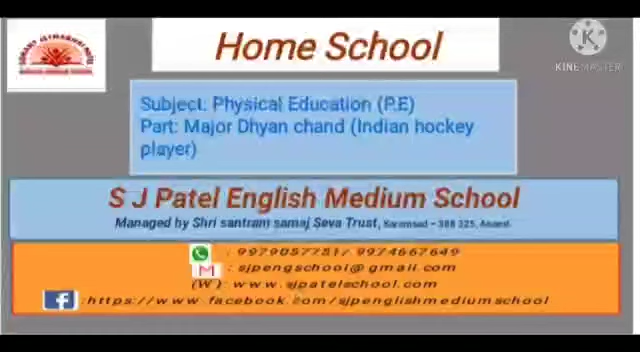 Home School
KINEMASTER
Subject: Physical Education (P.E)
Part: Major Dhyan chand (Indian hockey
player)
S J Patel English Medium School
Managed by Shri santram samaj Seva Trust, Karamsad – 388 325, Anand
: 9979057751/ 9974667649
: sjpengschool@gmail.com
(W): www.sjpatelschool.com
:https://www.facebook.com/sjpenglishmediumschool